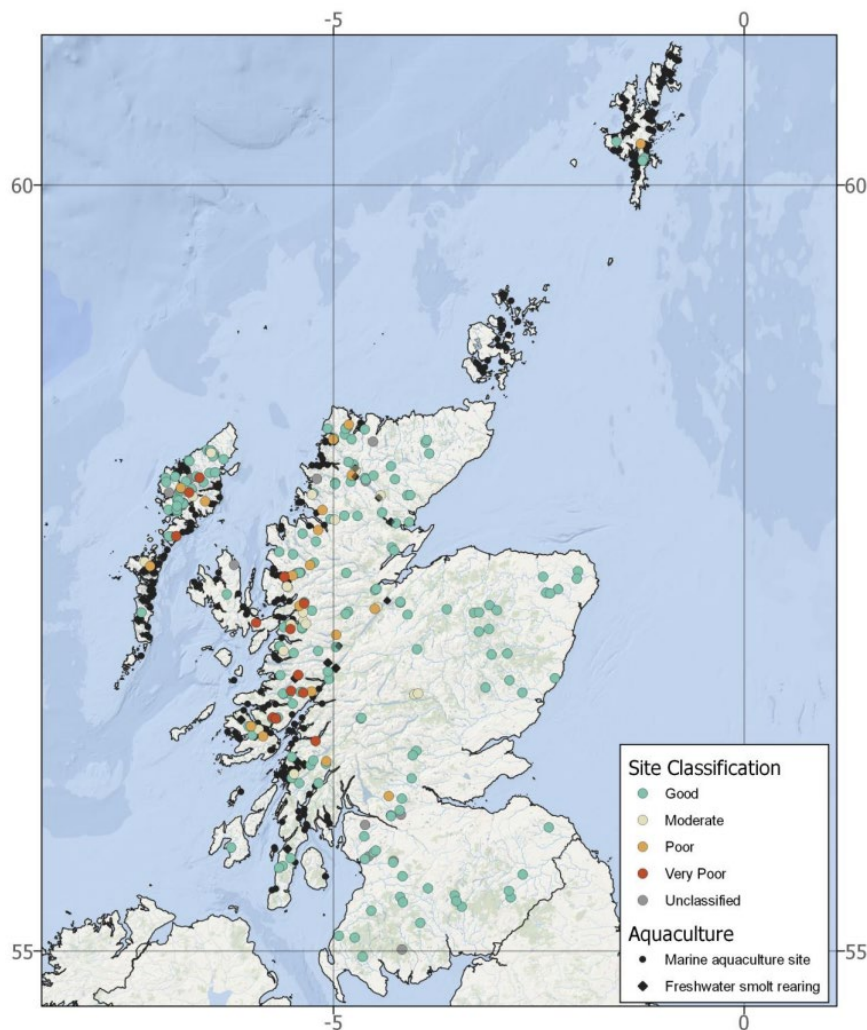 -5 0
60 60
55 55
Site Classification
Good
Moderate
Poor
Very Poor
Unclassified
Aquaculture
Marine aquaculture site
Freshwater smolt rearing
-5 0